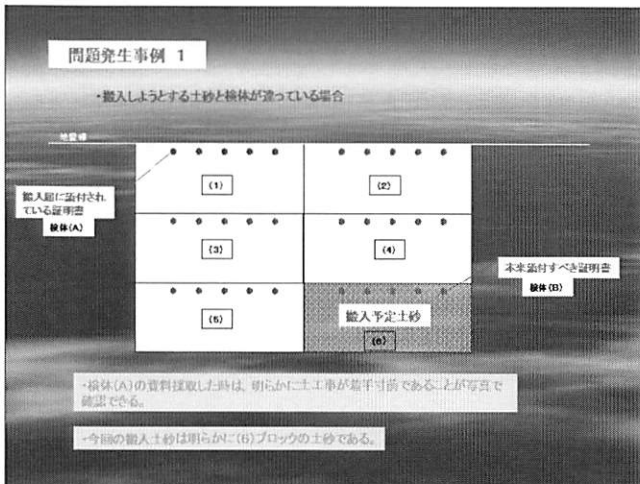 問題発生事例 1
・搬入しようとする土砂と検体が違っている場合
地盤線
(1)
(2)
搬入届に添付され
ている証明書
検体(A)
(3)
(4)
本来添付すべき証明書
検体(B)
(5)
搬入予定土砂
(6)
・検体(A)の資料採取した時は、明らかに土工事が着手寸前であることが写真で
確認できる。
・今回の搬入土砂は明らかに(6)ブロックの土砂である。